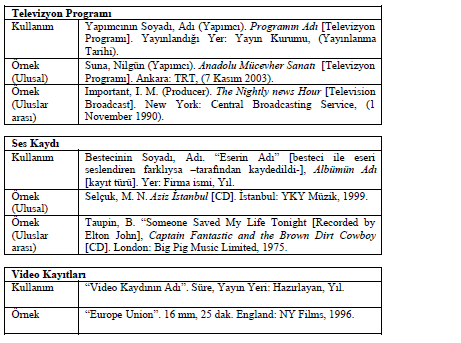 Televizyon Programı
Kullanım
Yapımcının Soyadı, Adı (Yapımcı). Programın Adı [Televizyon
Programı]. Yayınlandığı Yer: Yayın Kurumu, (Yayınlanma
Tarihi).
Örnek
(Ulusal)
Suna, Nilgün (Yapımcı). Anadolu Mücevher Sanatı [Televizyon
Programı]. Ankara: TRT, (7 Kasım 2003).
Örnek
(Uluslar
arası)
Important, I. M. (Producer). The Nightly news Hour [Television
Broadcast]. New York: Central Broadcasting Service, (1
November 1990).
Ses Kaydı
Kullanım
Bestecinin Soyadı, Adı. “Eserin Adı” [besteci ile eseri
seslendiren farklıysa –tarafından kaydedildi-], Albümün Adı
[kayıt türü]. Yer: Firma ismi, Yıl.
Örnek
(Ulusal)
Selçuk, M. N. Aziz İstanbul [CD]. İstanbul: YKY Müzik, 1999.
Örnek
(Uluslar
arası)
Taupin, B. “Someone Saved My Life Tonight [Recorded by
Elton John], Captain Fantastic and the Brown Dirt Cowboy
[CD]. London: Big Pig Music Limited, 1975.
Video Kayıtları
Kullanım
“Video Kaydının Adı”. Süre, Yayın Yeri: Hazırlayan, Yıl.
Örnek
“Europe Union”. 16 mm, 25 dak. England: NY Films, 1996.